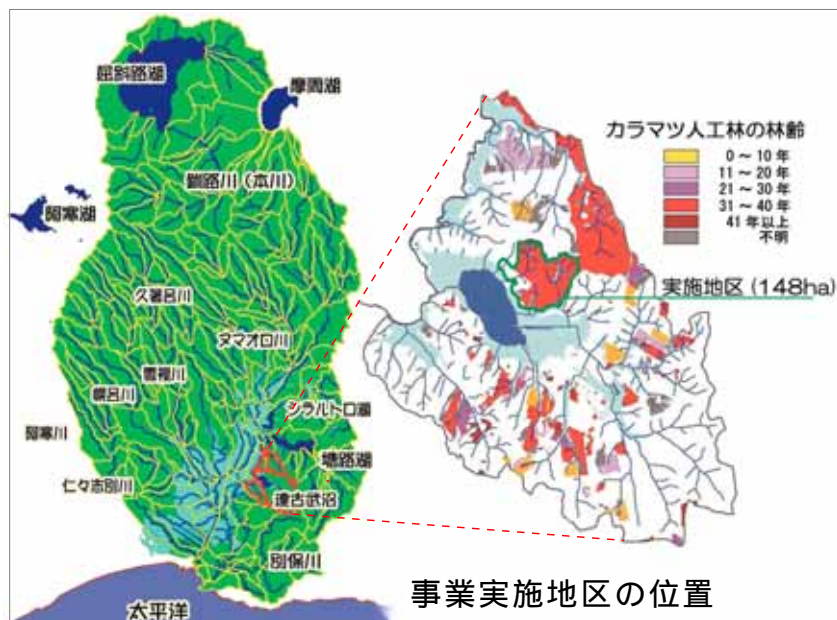 屈斜路湖
摩周湖
釧路川(本川)
阿寒湖
久著呂川
ヌマオロ川
雪裡川
幌呂川
シラルトロ湖
阿寒川
塘路湖
仁々志別川
達古武沼
別保川
太平洋
カラマツ人工林の林齢
0~10年
11~20年
21~30年
31~40年
41年以上
不明
実施地区(148ha)
事業実施地区の位置